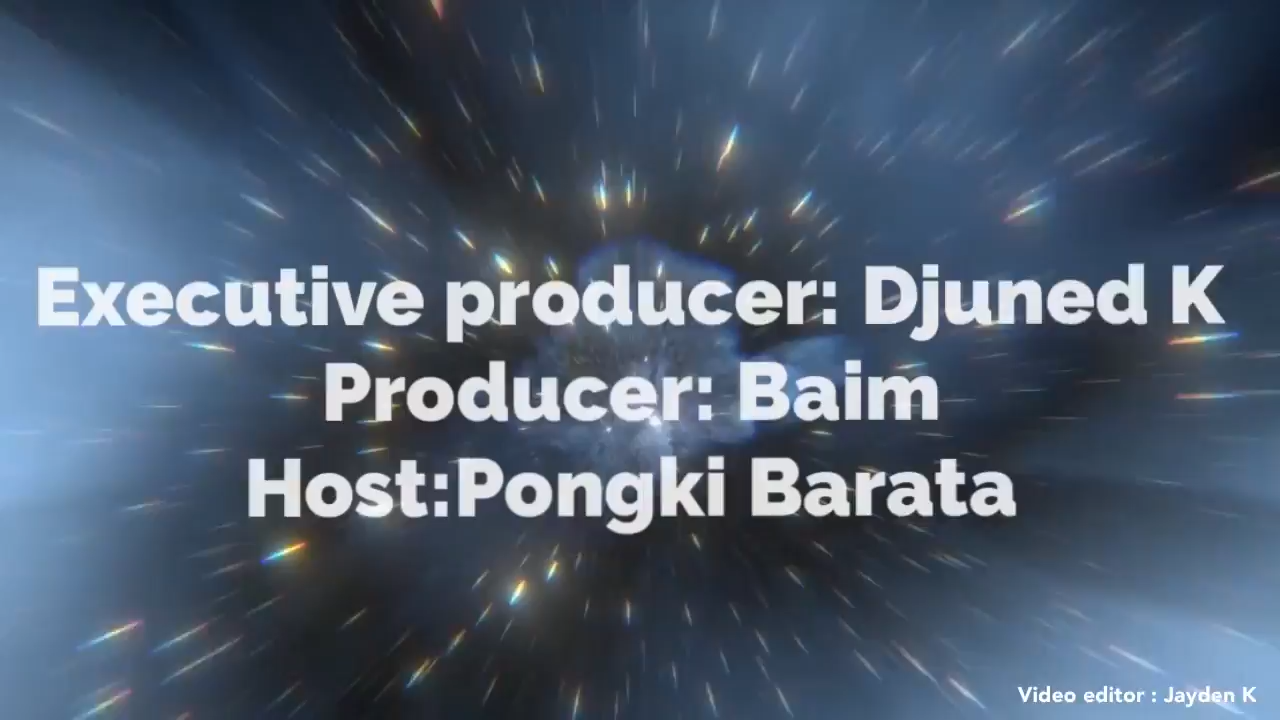 Executive producer: Djuned K
Producer: Baim
Host:Pongki Barata
Video editor : Jayden K